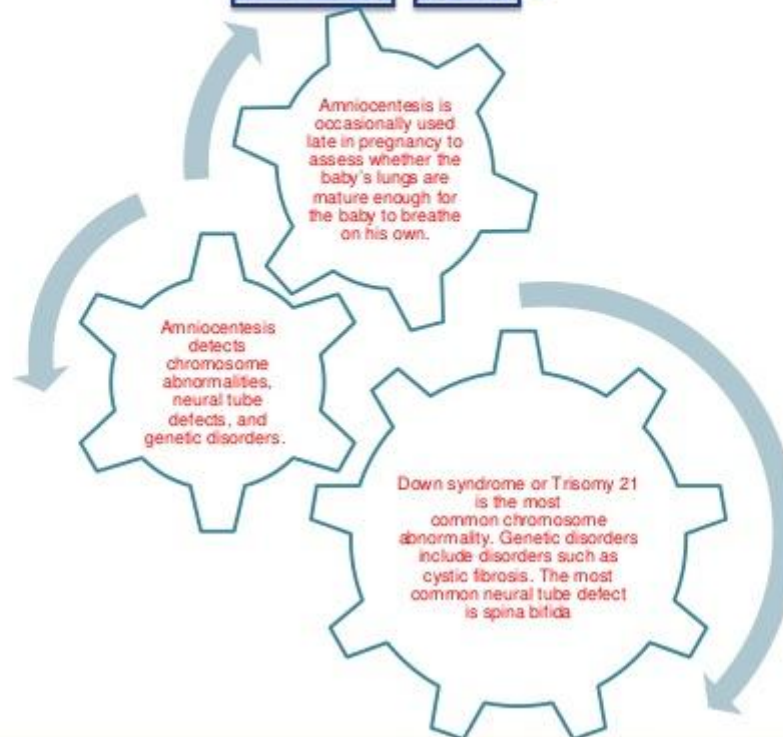 Amniocentesis is
occasionally used
late in pregnancy to
assess whether the
baby's lungs are
mature enough for
the baby to breathe
on his own.
Amniocentesis
detects
chromosome
abnormalities,
neural tube
defects, and
genetic disorders.
Down syndrome or Trisomy 21
is the most
common chromosome
abnormality. Genetic disorders
include disorders such as
cystic fibrosis. The most
common neural tube defect
is spina bifida